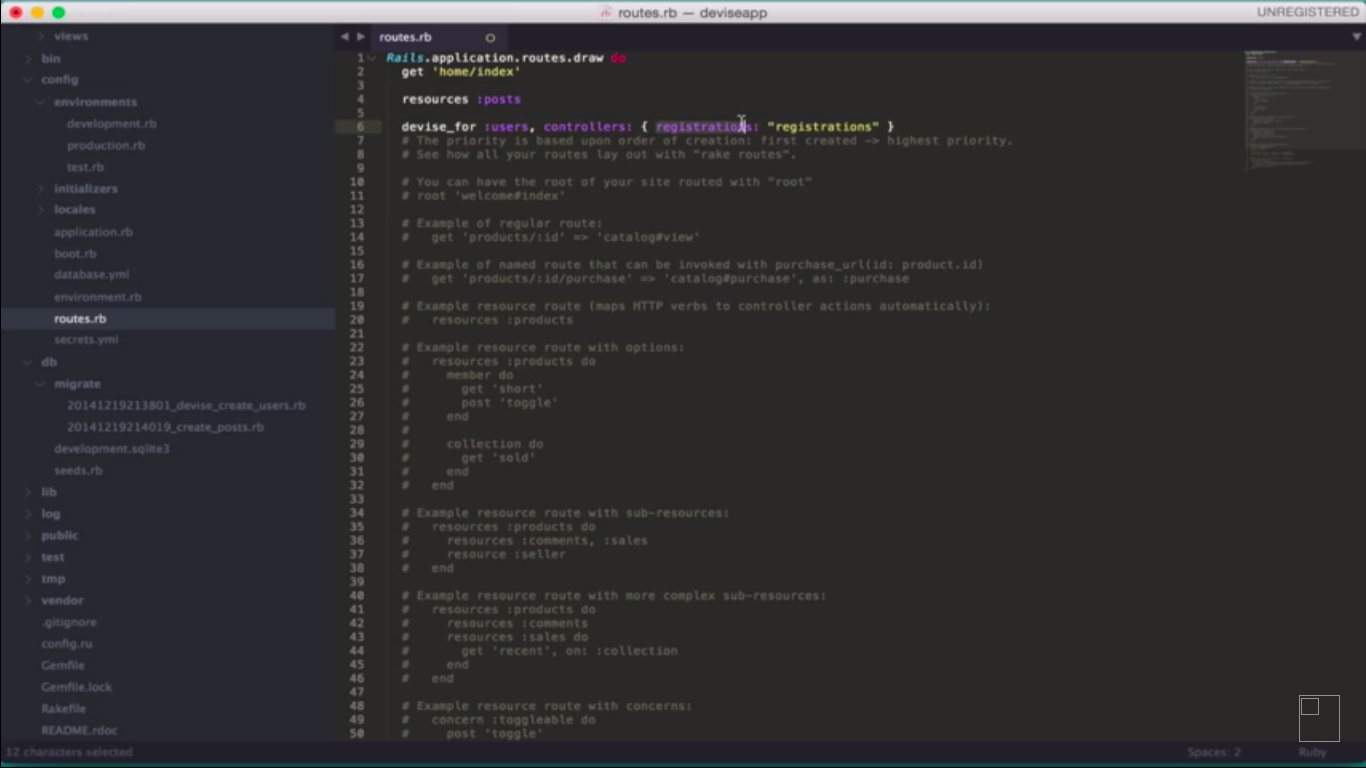 routes.rb — deviseapp
UNREGISTERED
views
bin
config
environments
development.rb
production.rb
test.rb
initializers
locales
application.rb
boot.rb
database.yml
environment.rb
routes.rb
secrets.yml
db
migrate
20141219213801_devise_create_users.rb
20141219214019_create_posts.rb
development.sqlite3
seeds.rb
lib
log
public
test
tmp
vendor
.gitignore
config.ru
Gemfile
Gemfile.lock
Rakefile
README.rdoc
routes.rb
1 Rails.application.routes.draw do
2 get 'home/index'
3
4 resources :posts
5
6 devise_for :users, controllers: { registrations: "registrations" }
7 # The priority is based upon order of creation: first created -> highest priority.
8 # See how all your routes lay out with "rake routes".
9
10 # You can have the root of your site routed with "root"
11 # root 'welcome#index'
12
13 # Example of regular route:
14 #   get 'products/:id' => 'catalog#view'
15
16 # Example of named route that can be invoked with purchase_url(id: product.id)
17 #   get 'products/:id/purchase' => 'catalog#purchase', as: :purchase
18
19 # Example resource route (maps HTTP verbs to controller actions automatically):
20 #   resources :products
21
22 # Example resource route with options:
23 #   resources :products do
24 #     member do
25 #       get 'short'
26 #       post 'toggle'
27 #     end
28 #
29 #     collection do
30 #       get 'sold'
31 #     end
32 #   end
33
34 # Example resource route with sub-resources:
35 #   resources :products do
36 #     resources :comments, :sales
37 #     resource :seller
38 #   end
39
40 # Example resource route with more complex sub-resources:
41 #   resources :products do
42 #     resources :comments
43 #     resources :sales do
44 #       get 'recent', on: :collection
45 #     end
46 #   end
47
48 # Example resource route with concerns:
49 #   concern :toggleable do
50 #     post 'toggle'
12 characters selected
Spaces: 2
Ruby